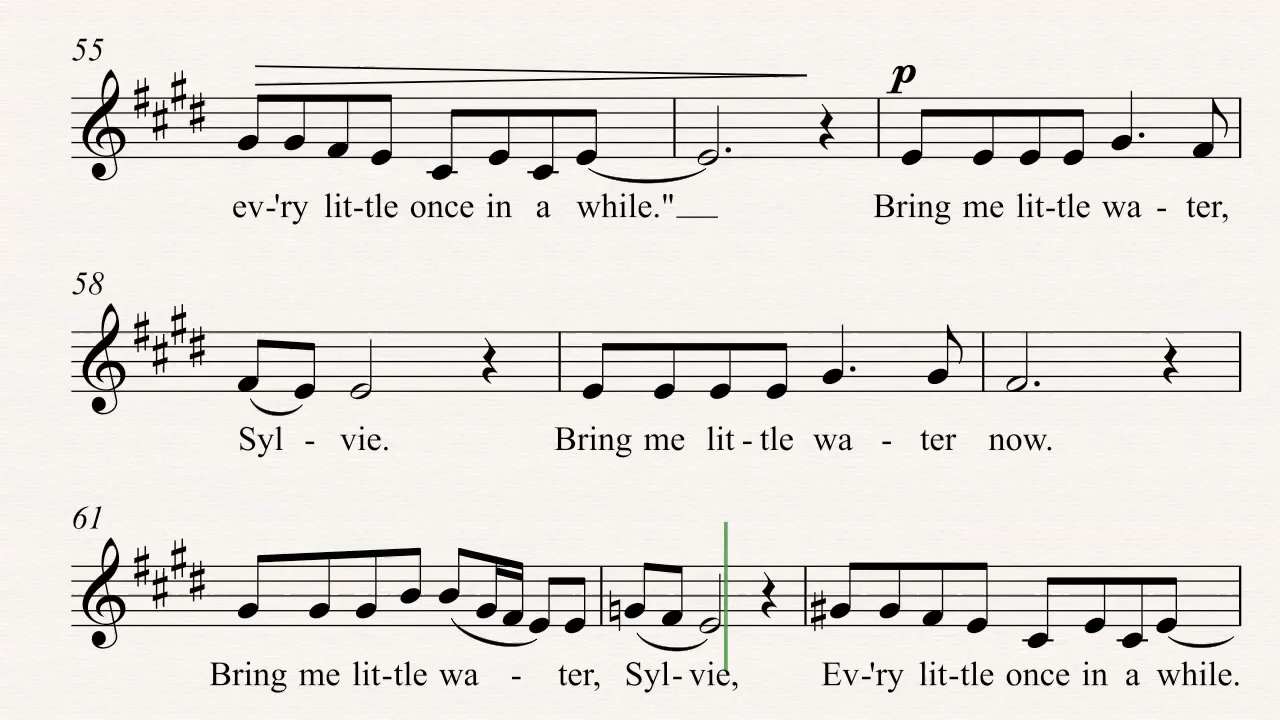 55
p
ev-'ry lit-tle once in a while."
Bring me lit-tle wa - ter,
58
Syl - vie. Bring me lit - tle wa - ter now.
61
Bring me lit-tle wa - ter, Syl- vie, Ev-'ry lit-tle once in a while.